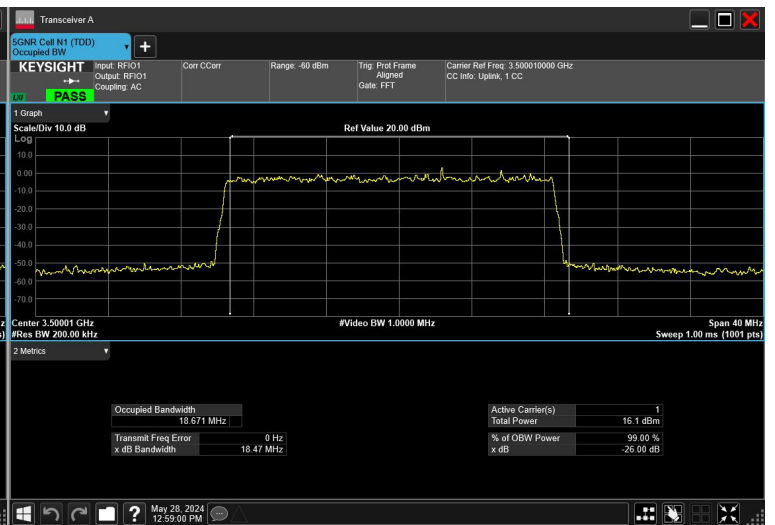 Transceiver A
5GNR Cell N1 (TDD)
Occupied BW
KEYSIGHT
Input: RFIO1
Output: RFIO1
Coupling: AC
Corr CCorr
Range: -60 dBm
Trig: Prot Frame
Aligned
Gate: FFT
Carrier Ref Freq: 3.500010000 GHz
CC Info: Uplink, 1 CC
LXI
PASS
1 Graph
Scale/Div 10.0 dB
Ref Value 20.00 dBm
Log
10.0
0.00
-10.0
-20.0
-30.0
-40.0
-50.0
-60.0
-70.0
Center 3.50001 GHz
#Video BW 1.0000 MHz
Span 40 MHz
#Res BW 200.00 kHz
Sweep 1.00 ms (1001 pts)
2 Metrics
Occupied Bandwidth
18.671 MHz
Active Carrier(s) 1
Total Power 16.1 dBm
Transmit Freq Error 0 Hz
x dB Bandwidth 18.47 MHz
% of OBW Power 99.00 %
x dB -26.00 dB
?
May 28, 2024
12:59:00 PM